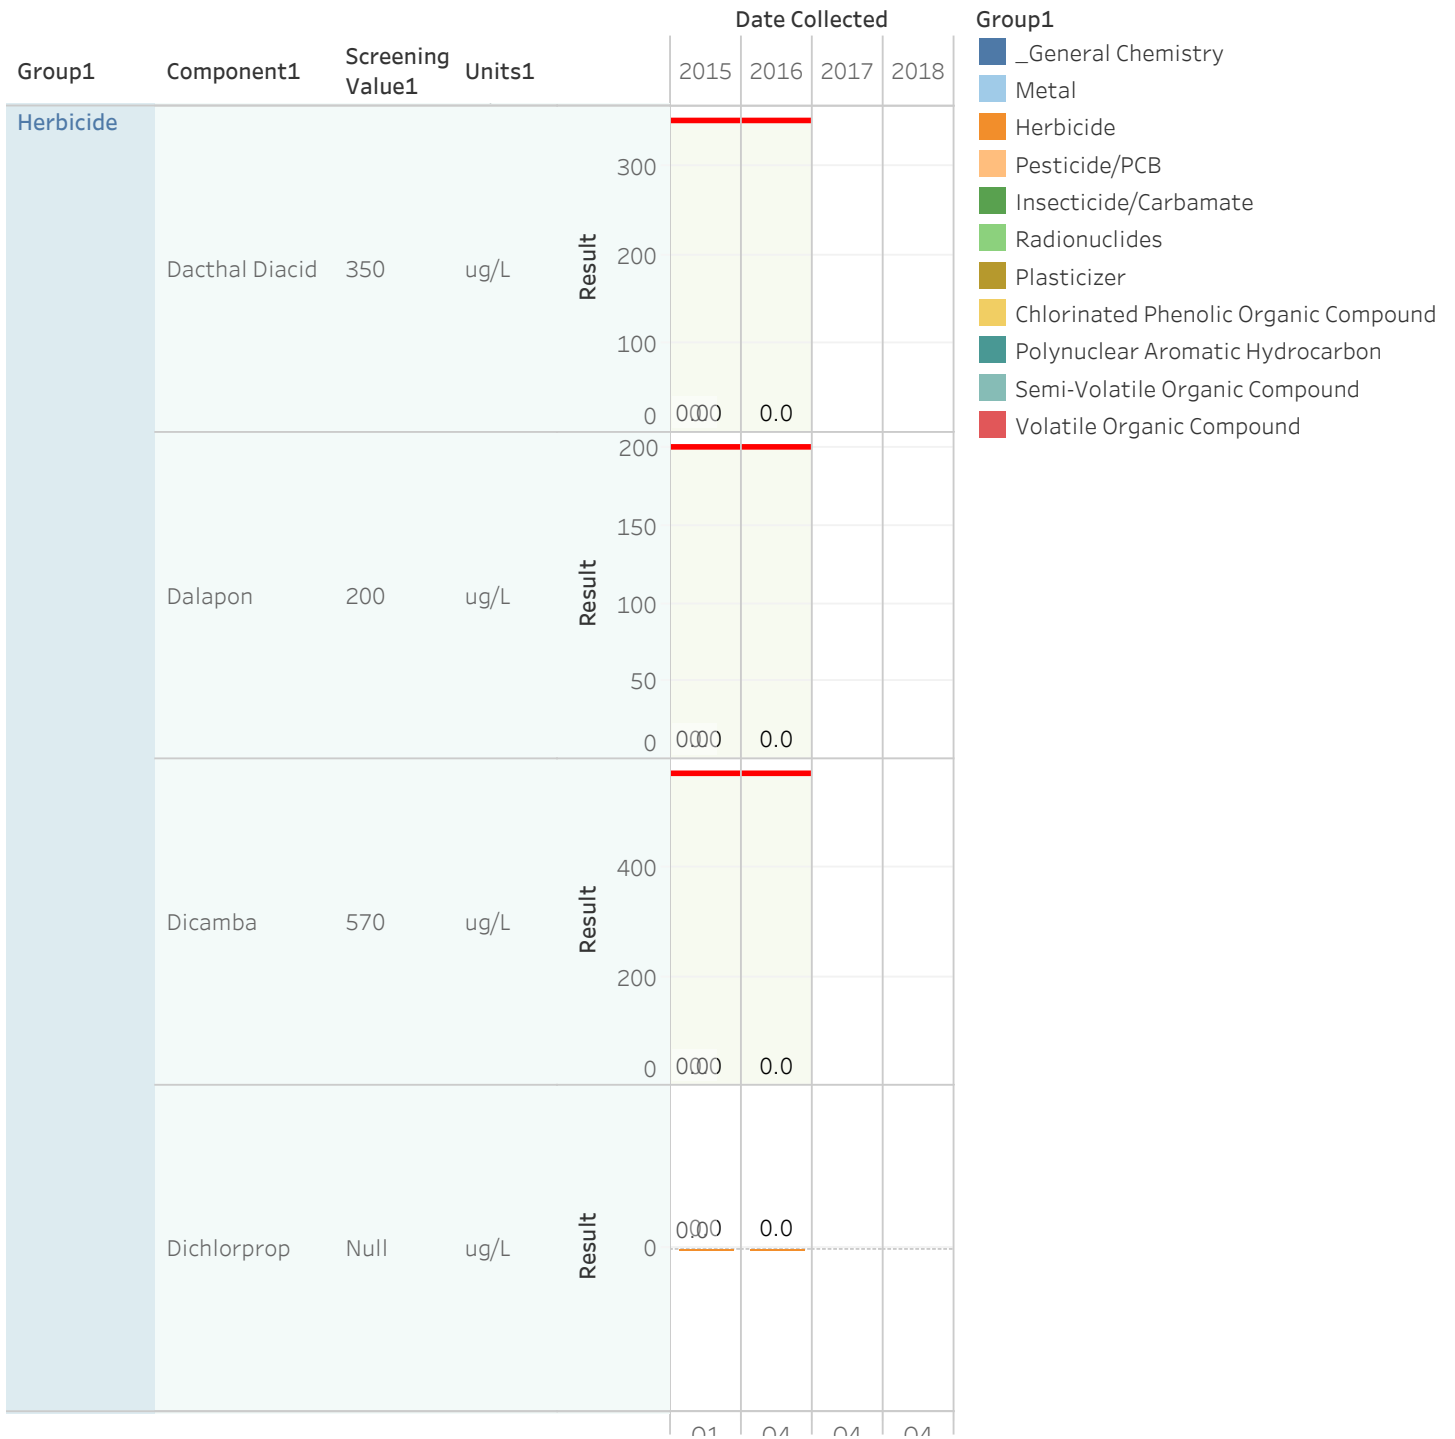 Date Collected
Group1
Component1
Screening
Value1
Units1
2015
2016
2017
2018
Herbicide
Dacthal Diacid
350
ug/L
Result
300
200
100
0
0.0
Dalapon
200
ug/L
Result
200
150
100
50
0
0.0
Dicamba
570
ug/L
Result
400
200
0
0.0
Dichlorprop
Null
ug/L
Result
0
0.0
Group1
_General Chemistry
Metal
Herbicide
Pesticide/PCB
Insecticide/Carbamate
Radionuclides
Plasticizer
Chlorinated Phenolic Organic Compound
Polynuclear Aromatic Hydrocarbon
Semi-Volatile Organic Compound
Volatile Organic Compound